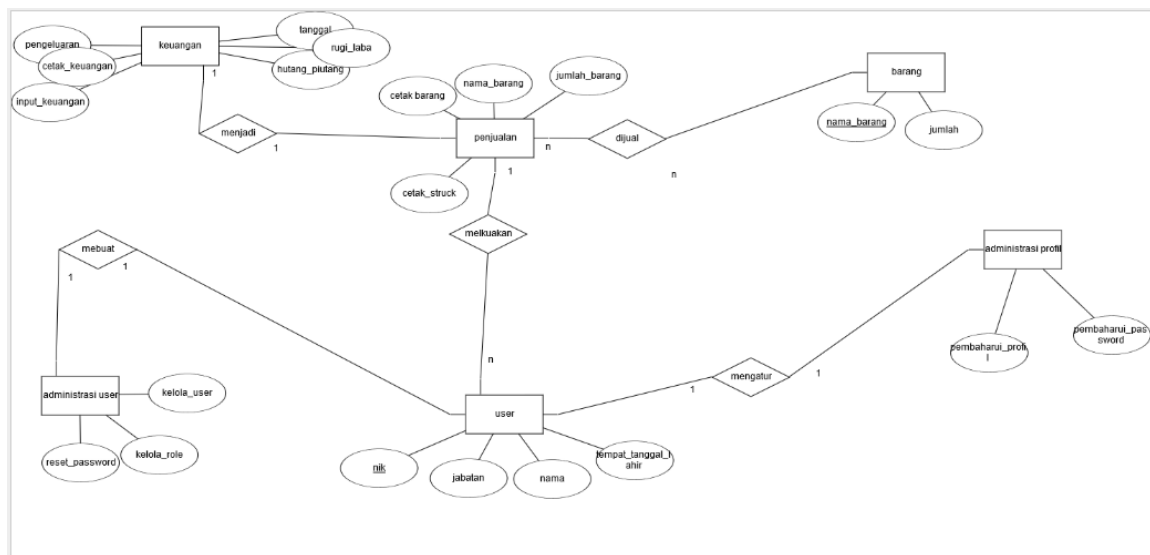 keuangan
pengeluaran
cetak_keuangan
input_keuangan
tanggal
rugi_laba
hutang_piutang
1
menjadi
1
cetak barang
nama_barang
jumlah_barang
penjualan
cetak_struck
n
dijual
n
1
barang
nama_barang
jumlah
melkuakan
n
mebuat
1
1
administrasi user
kelola_user
kelola_role
reset_password
user
nik
jabatan
nama
tempat_tanggal_l
ahir
1
mengatur
1
administrasi profil
pembaharui_profi
l
pembaharui_pas
sword